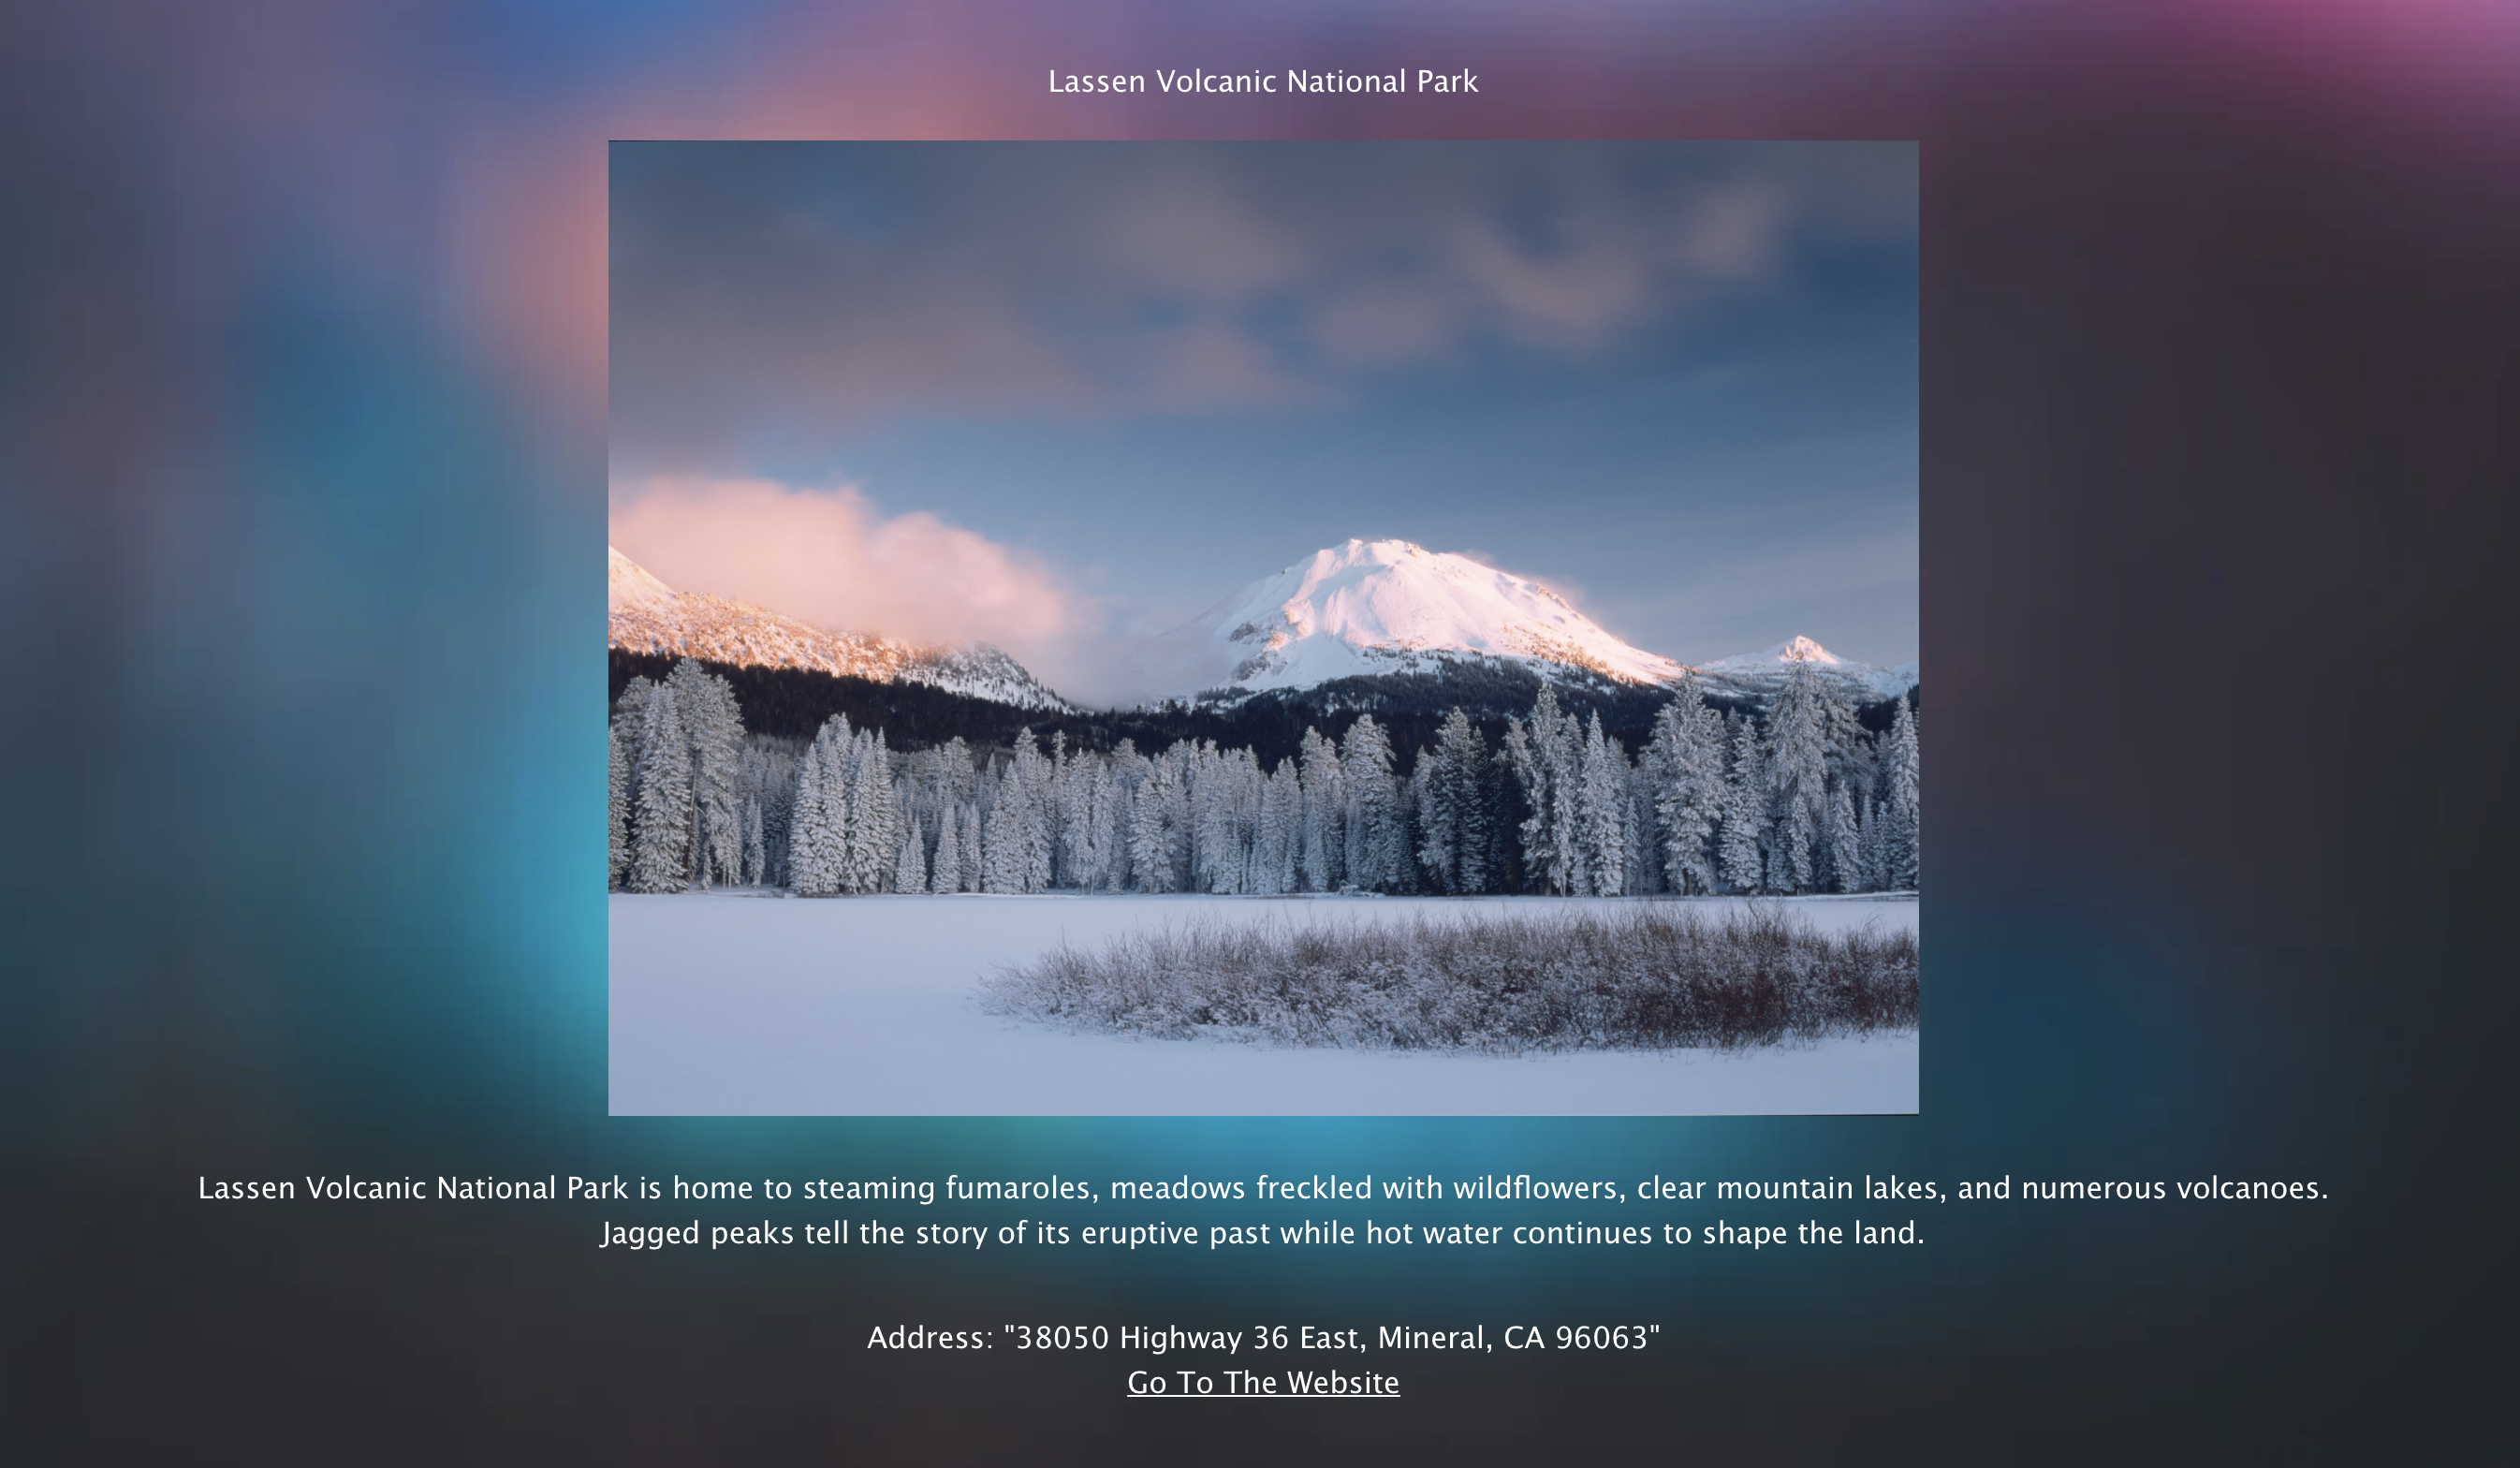 Lassen Volcanic National Park
Lassen Volcanic National Park is home to steaming fumaroles, meadows freckled with wildflowers, clear mountain lakes, and numerous volcanoes.
Jagged peaks tell the story of its eruptive past while hot water continues to shape the land.
Address: "38050 Highway 36 East, Mineral, CA 96063"
Go To The Website